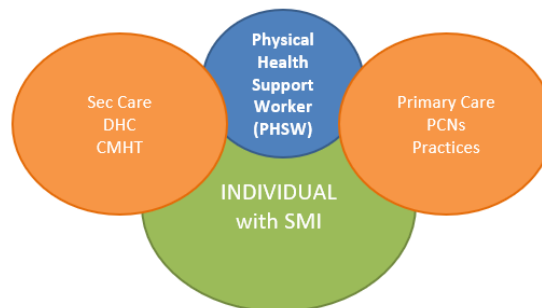 Physical
Health
Support
Worker
(PHSW)
Sec Care
DHC
CMHT
Primary Care
PCNs
Practices
INDIVIDUAL
with SMI